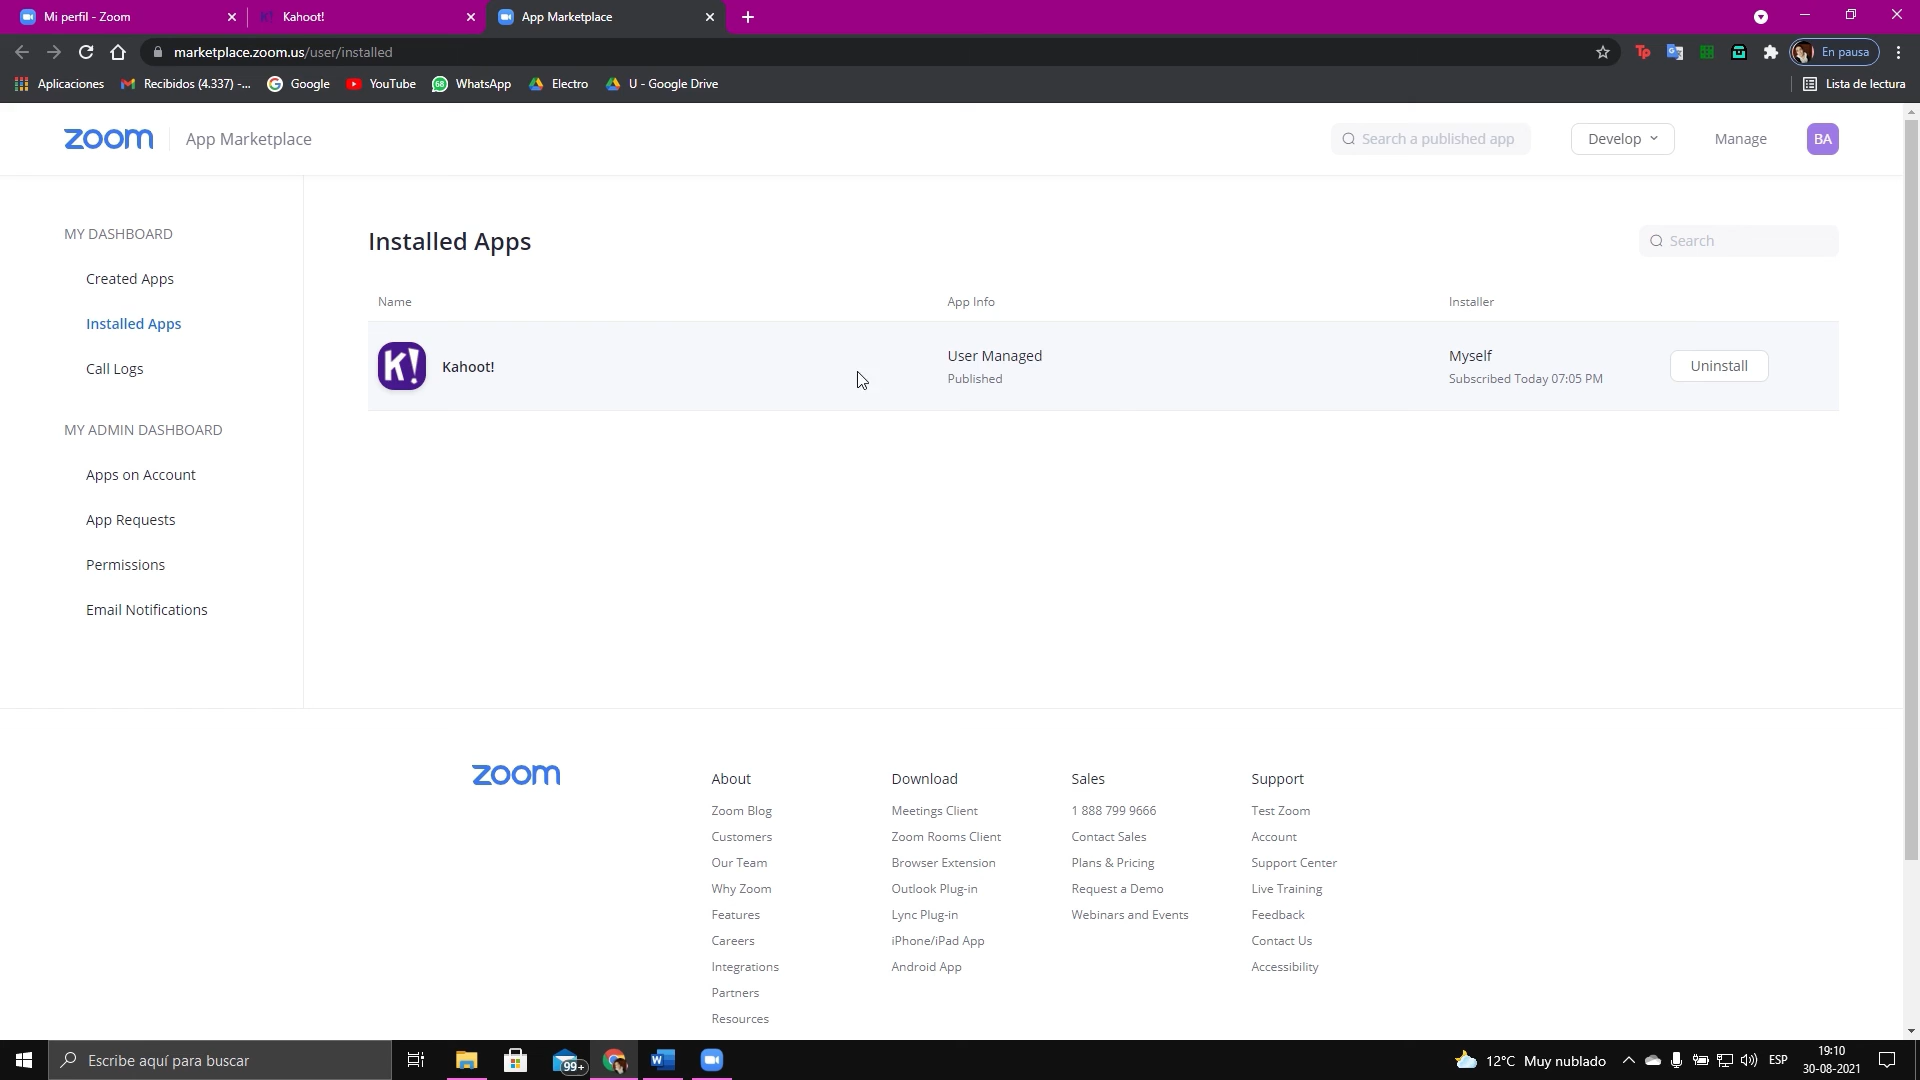 Mi perfil - Zoom
Kahoot!
App Marketplace
marketplace.zoom.us/user/installed
En pausa
Aplicaciones
Recibidos (4.337) -...
Google
YouTube
WhatsApp
Electro
U - Google Drive
Lista de lectura
zoom
App Marketplace
Search a published app
Develop
Manage
BA
MY DASHBOARD
Created Apps
Installed Apps
Call Logs
MY ADMIN DASHBOARD
Apps on Account
App Requests
Permissions
Email Notifications
Installed Apps
Search
Name
App Info
Installer
K!
Kahoot!
User Managed
Published
Myself
Subscribed Today 07:05 PM
Uninstall
zoom
About
Zoom Blog
Customers
Our Team
Why Zoom
Features
Careers
Integrations
Partners
Resources
Download
Meetings Client
Zoom Rooms Client
Browser Extension
Outlook Plug-in
Lync Plug-in
iPhone/iPad App
Android App
Sales
1 888 799 9666
Contact Sales
Plans & Pricing
Request a Demo
Webinars and Events
Support
Test Zoom
Account
Support Center
Live Training
Feedback
Contact Us
Accessibility
Escribe aquí para buscar
99+
12°C Muy nublado
ESP
19:10
30-08-2021